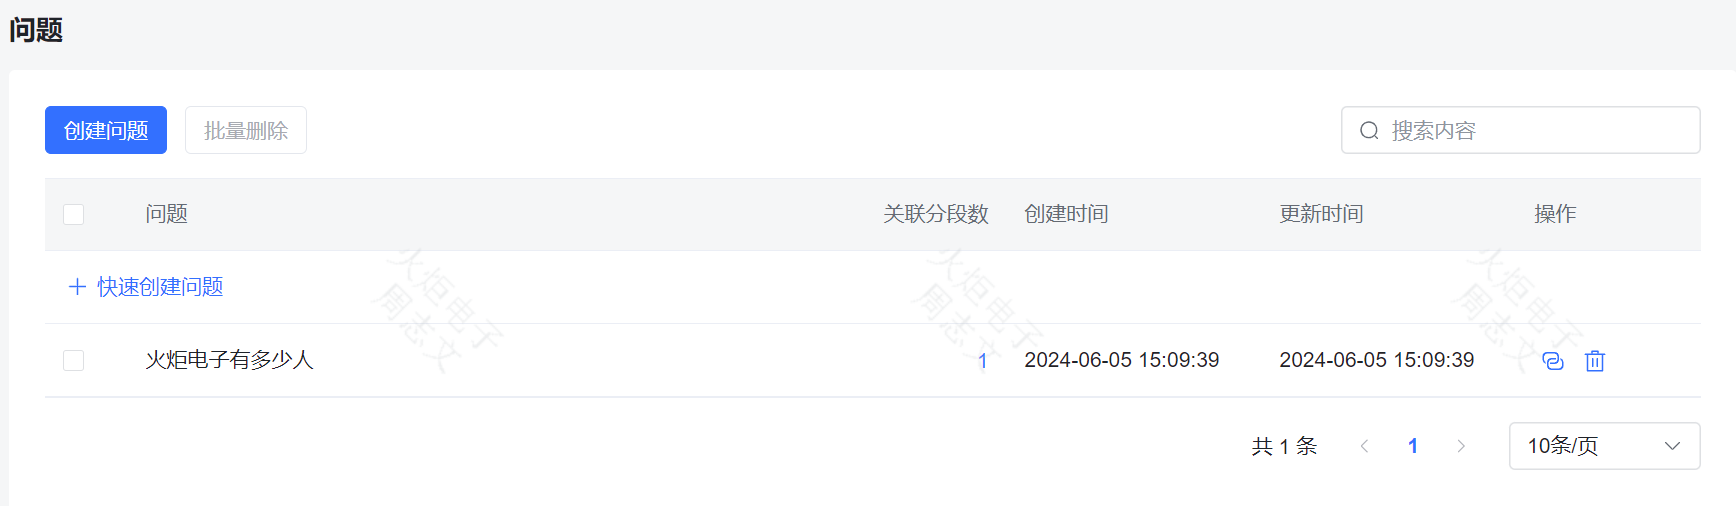 问题
创建问题 批量删除 搜索内容
问题 关联分段数 创建时间 更新时间 操作
快速创建问题
火炬电子有多少人 1 2024-06-05 15:09:39 2024-06-05 15:09:39
共 1 条 1 10条/页
火炬电子
周志文
火炬电子
周志文
火炬电子
周志文